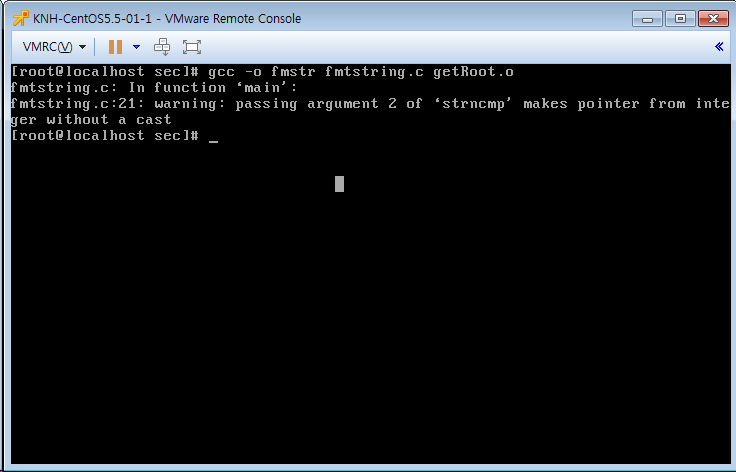 KNH-CentOS5.5-01-1 - VMware Remote Console
VMRC(V)
[root@localhost sec]# gcc -o fmstr fmtstring.c getRoot.o
fmtstring.c: In function ‘main’:
fmtstring.c:21: warning: passing argument 2 of ‘strncmp’ makes pointer from inte
ger without a cast
[root@localhost sec]# _